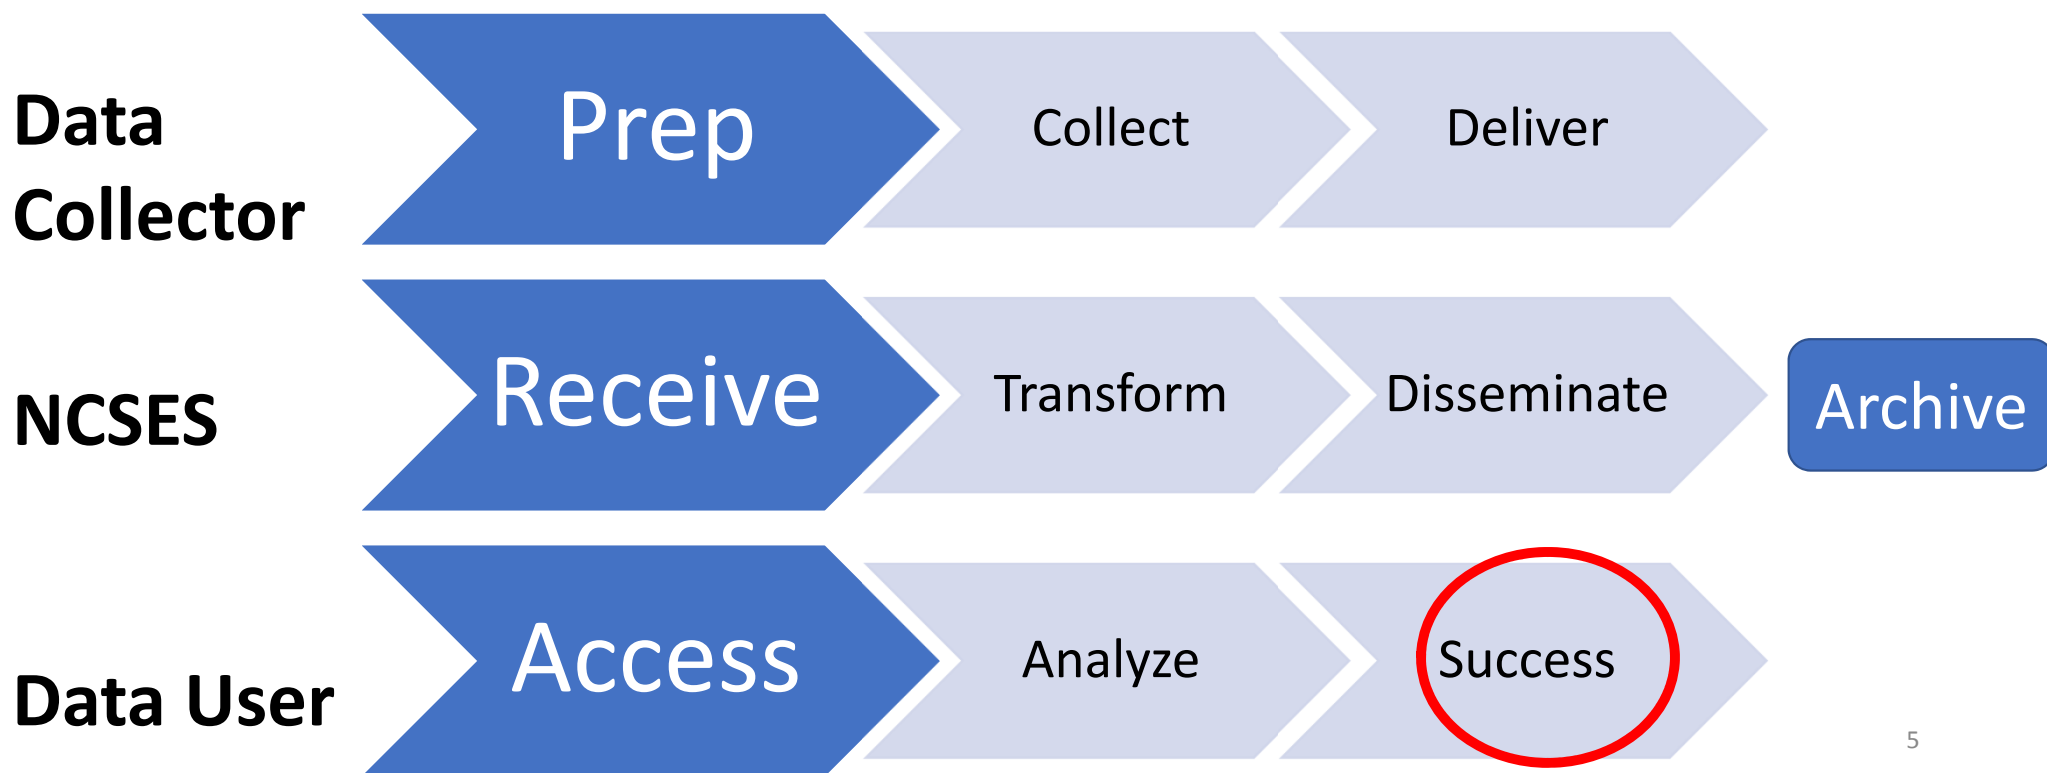 Data
Collector
Prep
Collect
Deliver
NCSES
Receive
Transform
Disseminate
Archive
Data User
Access
Analyze
Success
5